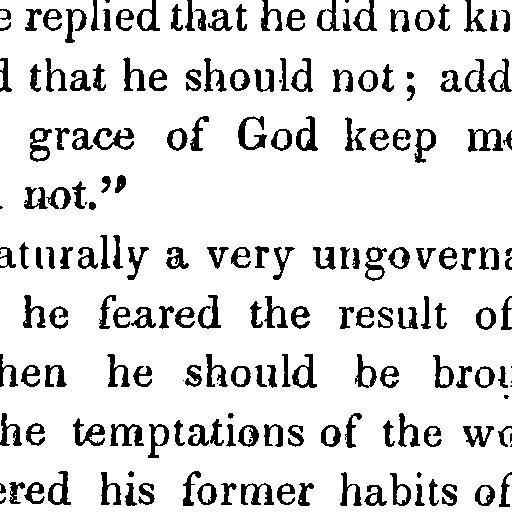 e replied that he did not kn
d that he should not; add
grace of God keep me
not.”
aturally a very ungoverna
he feared the result of
hen he should be brou
he temptations of the wo
ered his former habits of